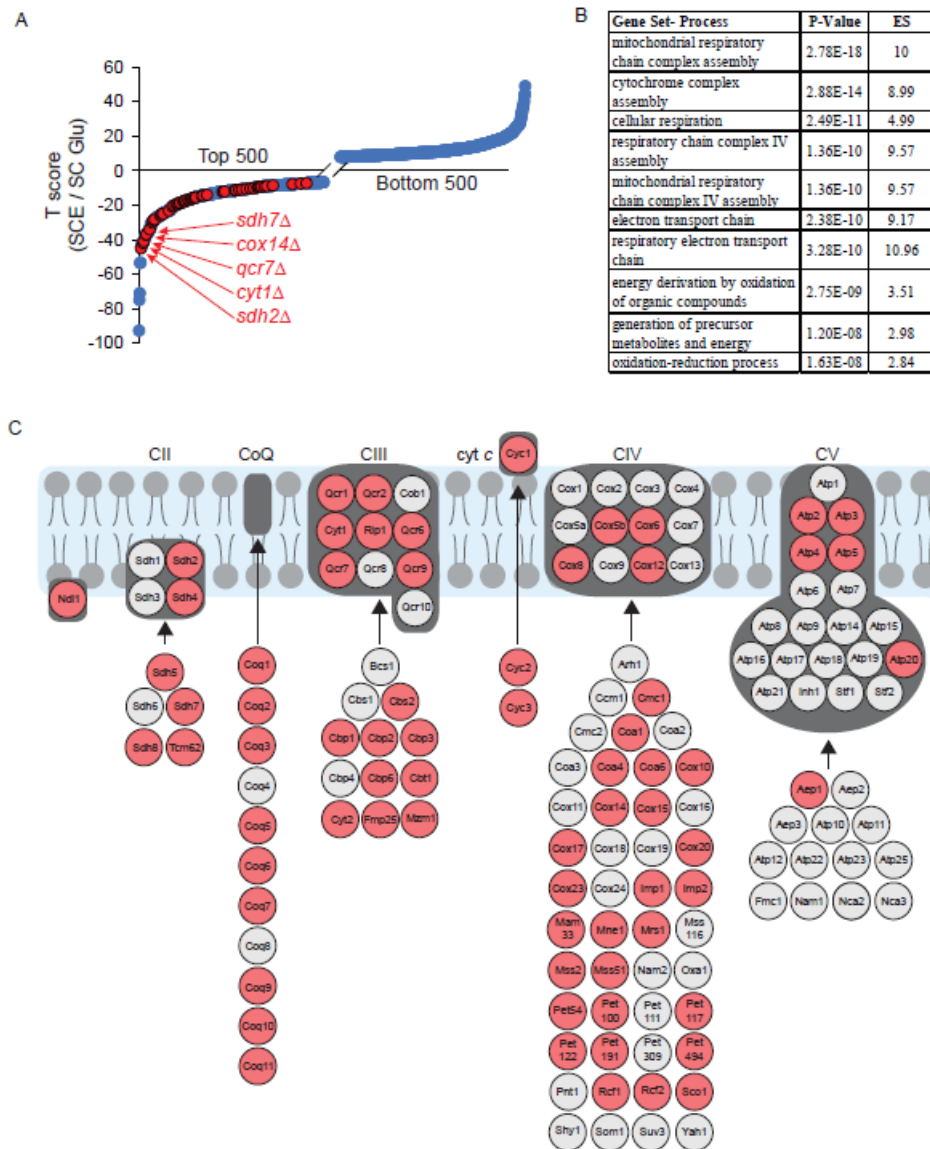 A
T score
(SCE / SC Glu)
60
40
20
0
-20
-40
-60
-80
-100
Top 500
Bottom 500
sdh7Δ
cox14Δ
qcr7Δ
cyt1Δ
sdh2Δ
B
Gene Set- Process P-Value ES
mitochondrial respiratory
chain complex assembly 2.78E-18 10
cytochrome complex
assembly 2.88E-14 8.99
cellular respiration 2.49E-11 4.99
respiratory chain complex IV
assembly 1.36E-10 9.57
mitochondrial respiratory
chain complex IV assembly 1.36E-10 9.57
electron transport chain 2.38E-10 9.17
respiratory electron transport
chain 3.28E-10 10.96
energy derivation by oxidation
of organic compounds 2.75E-09 3.51
generation of precursor
metabolites and energy 1.20E-08 2.98
oxidation-reduction process 1.63E-08 2.84
C
Ndi1
CII
Sdh1 Sdh2
Sdh3 Sdh4
Sdh5
Sdh6 Sdh7
Sdh8 Tcm62
CoQ
Coq1
Coq2
Coq3
Coq4
Coq5
Coq6
Coq7
Coq8
Coq9
Coq10
Coq11
CIII
Qcr1 Qcr2 Cob1
Cyt1 Rip1 Qcr6
Qcr7 Qcr8 Qcr9
Qcr10
Bcs1
Cbs1 Cbs2
Cbp1 Cbp2 Cbp3
Cbp4 Cbp6 Cbt1
Cyt2 Fmp25 Mzm1
cyt c
Cyc1
Cyc2
Cyc3
CIV
Cox1 Cox2 Cox3 Cox4
Cox5a Cox5b Cox6 Cox7
Cox8 Cox9 Cox12 Cox13
Arh1
Ccm1 Cmc1
Cmc2 Coa1 Coa2
Coa3 Coa4 Coa6 Cox10
Cox11 Cox14 Cox15 Cox16
Cox17 Cox18 Cox19 Cox20
Cox23 Cox24 Imp1 Imp2
Mam
33 Mne1 Mrs1 Mss
116
Mss2 Mss51 Nam2 Oxa1
Pet54 Pet
100 Pet
111 Pet
117
Pet
122 Pet
191 Pet
309 Pet
494
Pnt1 Rcf1 Rcf2 Sco1
Shy1 Som1 Suv3 Yah1
CV
Atp1
Atp2 Atp3
Atp4 Atp5
Atp6 Atp7
Atp8 Atp9 Atp14 Atp15
Atp16 Atp17 Atp18 Atp19 Atp20
Atp21 Inh1 Stf1 Stf2
Aep1 Aep2
Aep3 Atp10 Atp11
Atp12 Atp22 Atp23 Atp25
Fmc1 Nam1 Nca2 Nca3